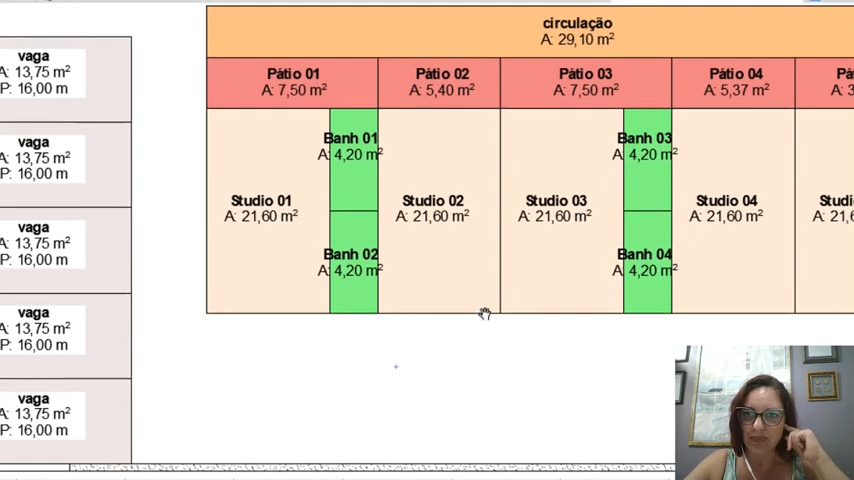 vaga
A: 13,75 m²
P: 16,00 m
vaga
A: 13,75 m²
P: 16,00 m
vaga
A: 13,75 m²
P: 16,00 m
vaga
A: 13,75 m²
P: 16,00 m
vaga
A: 13,75 m²
P: 16,00 m
circulação
A: 29,10 m²
Pátio 01
A: 7,50 m²
Pátio 02
A: 5,40 m²
Pátio 03
A: 7,50 m²
Pátio 04
A: 5,37 m²
Banh 01
A: 4,20 m²
Banh 03
A: 4,20 m²
Studio 01
A: 21,60 m²
Studio 02
A: 21,60 m²
Studio 03
A: 21,60 m²
Studio 04
A: 21,60 m²
Banh 02
A: 4,20 m²
Banh 04
A: 4,20 m²